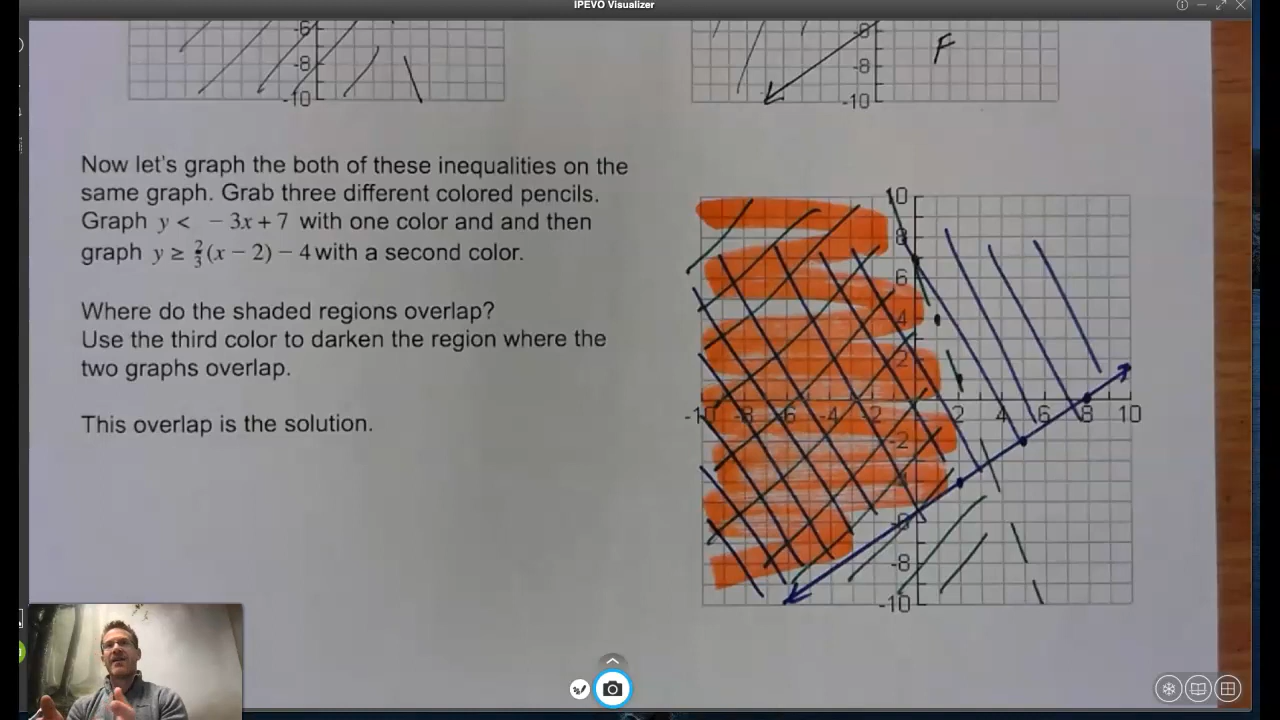 IPEVO Visualizer
-6
-8
-10
-6
-8
-10
F
Now let's graph the both of these inequalities on the
same graph. Grab three different colored pencils.
Graph y < − 3x + 7 with one color and and then
graph y ≥ 2/3(x − 2) − 4 with a second color.
Where do the shaded regions overlap?
Use the third color to darken the region where the
two graphs overlap.
This overlap is the solution.
10
8
6
4
2
-10 -8 -6 -4 -2 2 4 6 8 10
-2
-6
-8
-10